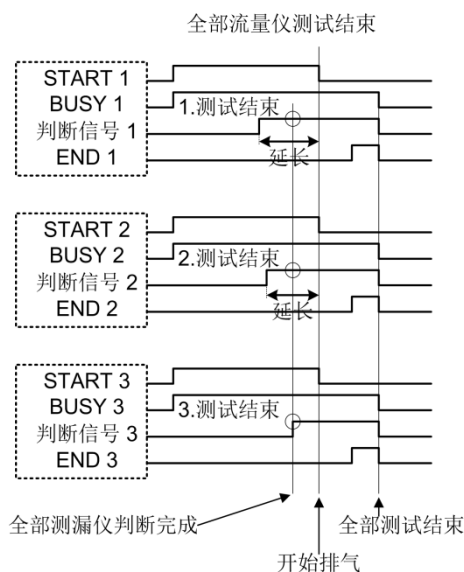 全部流量仪测试结束
START 1
BUSY 1
1.测试结束
判断信号 1
延长
END 1
START 2
BUSY 2
2.测试结束
判断信号 2
延长
END 2
START 3
BUSY 3
3.测试结束
判断信号 3
END 3
全部测漏仪判断完成
全部测试结束
开始排气